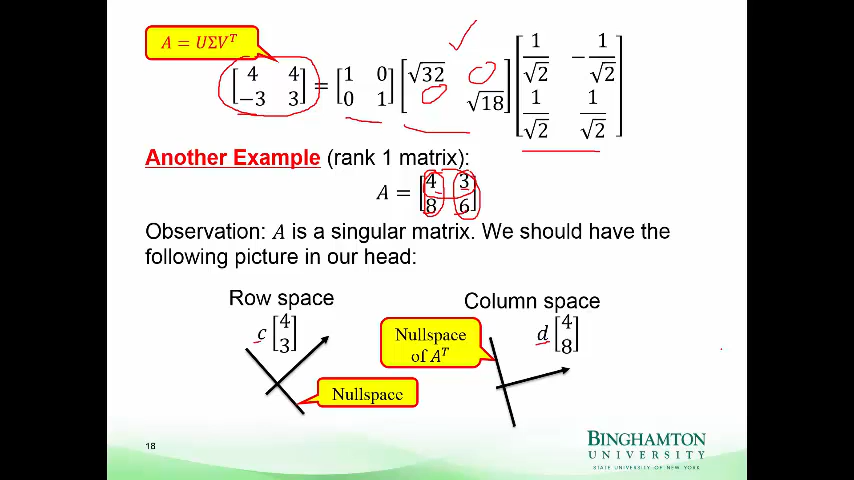 A = UΣVᵀ
[4 4; −3 3] = [1 0; 0 1] [√32 0; 0 √18] [1/√2 −1/√2; 1/√2 1/√2]
Another Example (rank 1 matrix):
A = [4 3; 8 6]
Observation: A is a singular matrix. We should have the
following picture in our head:
Row space
c [4; 3]
Nullspace
Column space
d [4; 8]
Nullspace
of Aᵀ
18
BINGHAMTON
UNIVERSITY
STATE UNIVERSITY OF NEW YORK